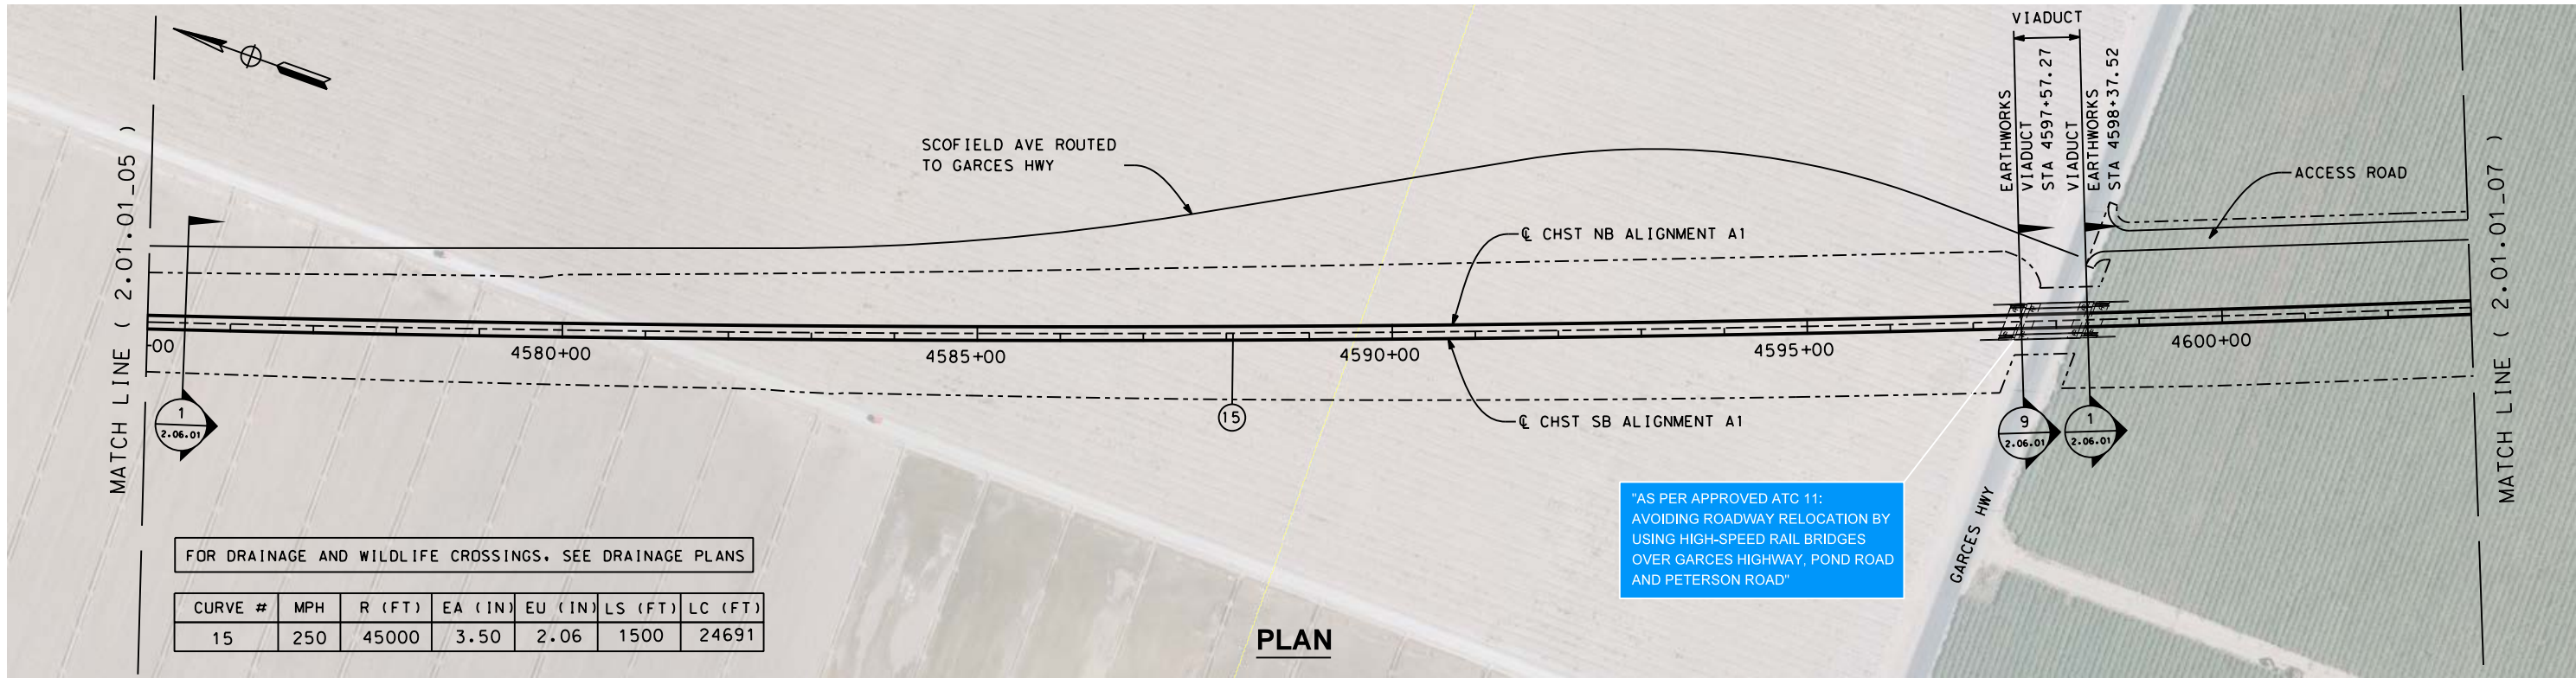 VIADUCT
EARTHWORKS
VIADUCT
STA 4597+57.27
VIADUCT
EARTHWORKS
STA 4598+37.52
MATCH LINE ( 2.01.01_05 )
SCOFIELD AVE ROUTED
TO GARCES HWY
ACCESS ROAD
℄ CHST NB ALIGNMENT A1
-00
4580+00
4585+00
4590+00
4595+00
4600+00
1
2.06.01
15
℄ CHST SB ALIGNMENT A1
9
2.06.01
1
2.06.01
MATCH LINE ( 2.01.01_07 )
"AS PER APPROVED ATC 11:
AVOIDING ROADWAY RELOCATION BY
USING HIGH-SPEED RAIL BRIDGES
OVER GARCES HIGHWAY, POND ROAD
AND PETERSON ROAD"
GARCES HWY
FOR DRAINAGE AND WILDLIFE CROSSINGS. SEE DRAINAGE PLANS
CURVE # MPH R (FT) EA (IN) EU (IN) LS (FT) LC (FT)
15 250 45000 3.50 2.06 1500 24691
PLAN